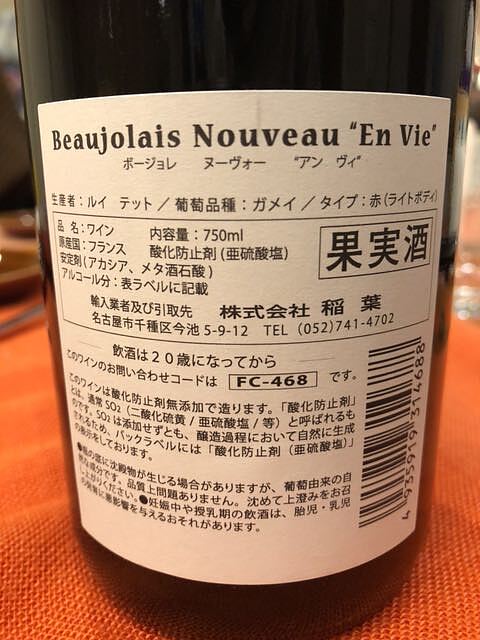 Beaujolais Nouveau "En Vie"
ボージョレ ヌーヴォー "アン ヴィ"
生産者：ルイ テット／葡萄品種：ガメイ／タイプ：赤（ライトボディ）
品 名：ワイン 内容量：750ml
原産国：フランス 酸化防止剤（亜硫酸塩）
安定剤（アカシア、メタ酒石酸）
アルコール分：表ラベルに記載
果実酒
輸入業者及び引取先 株式会社 稲 葉
名古屋市千種区今池 5-9-12 TEL（052）741-4702
飲酒は２０歳になってから
このワインのお問い合わせコードは FC-468 です。
このワインは酸化防止剤無添加で造ります。「酸化防止剤」
とは、通常 SO₂（二酸化硫黄／亜硫酸塩／等）と呼ばれるも
のです。SO₂ は添加せずとも、醸造過程において自然に生成
されるため、バックラベルには「酸化防止剤（亜硫酸塩）」
の表示をしております。
●瓶の底に沈殿物が生じる場合がありますが、葡萄由来の自
然な成分です。品質上問題ありません。沈めて上澄みをお召
し上がりください。●妊娠中や授乳期の飲酒は、胎児・乳児
の発育に悪影響を与えるおそれがあります。
4 935919 314688